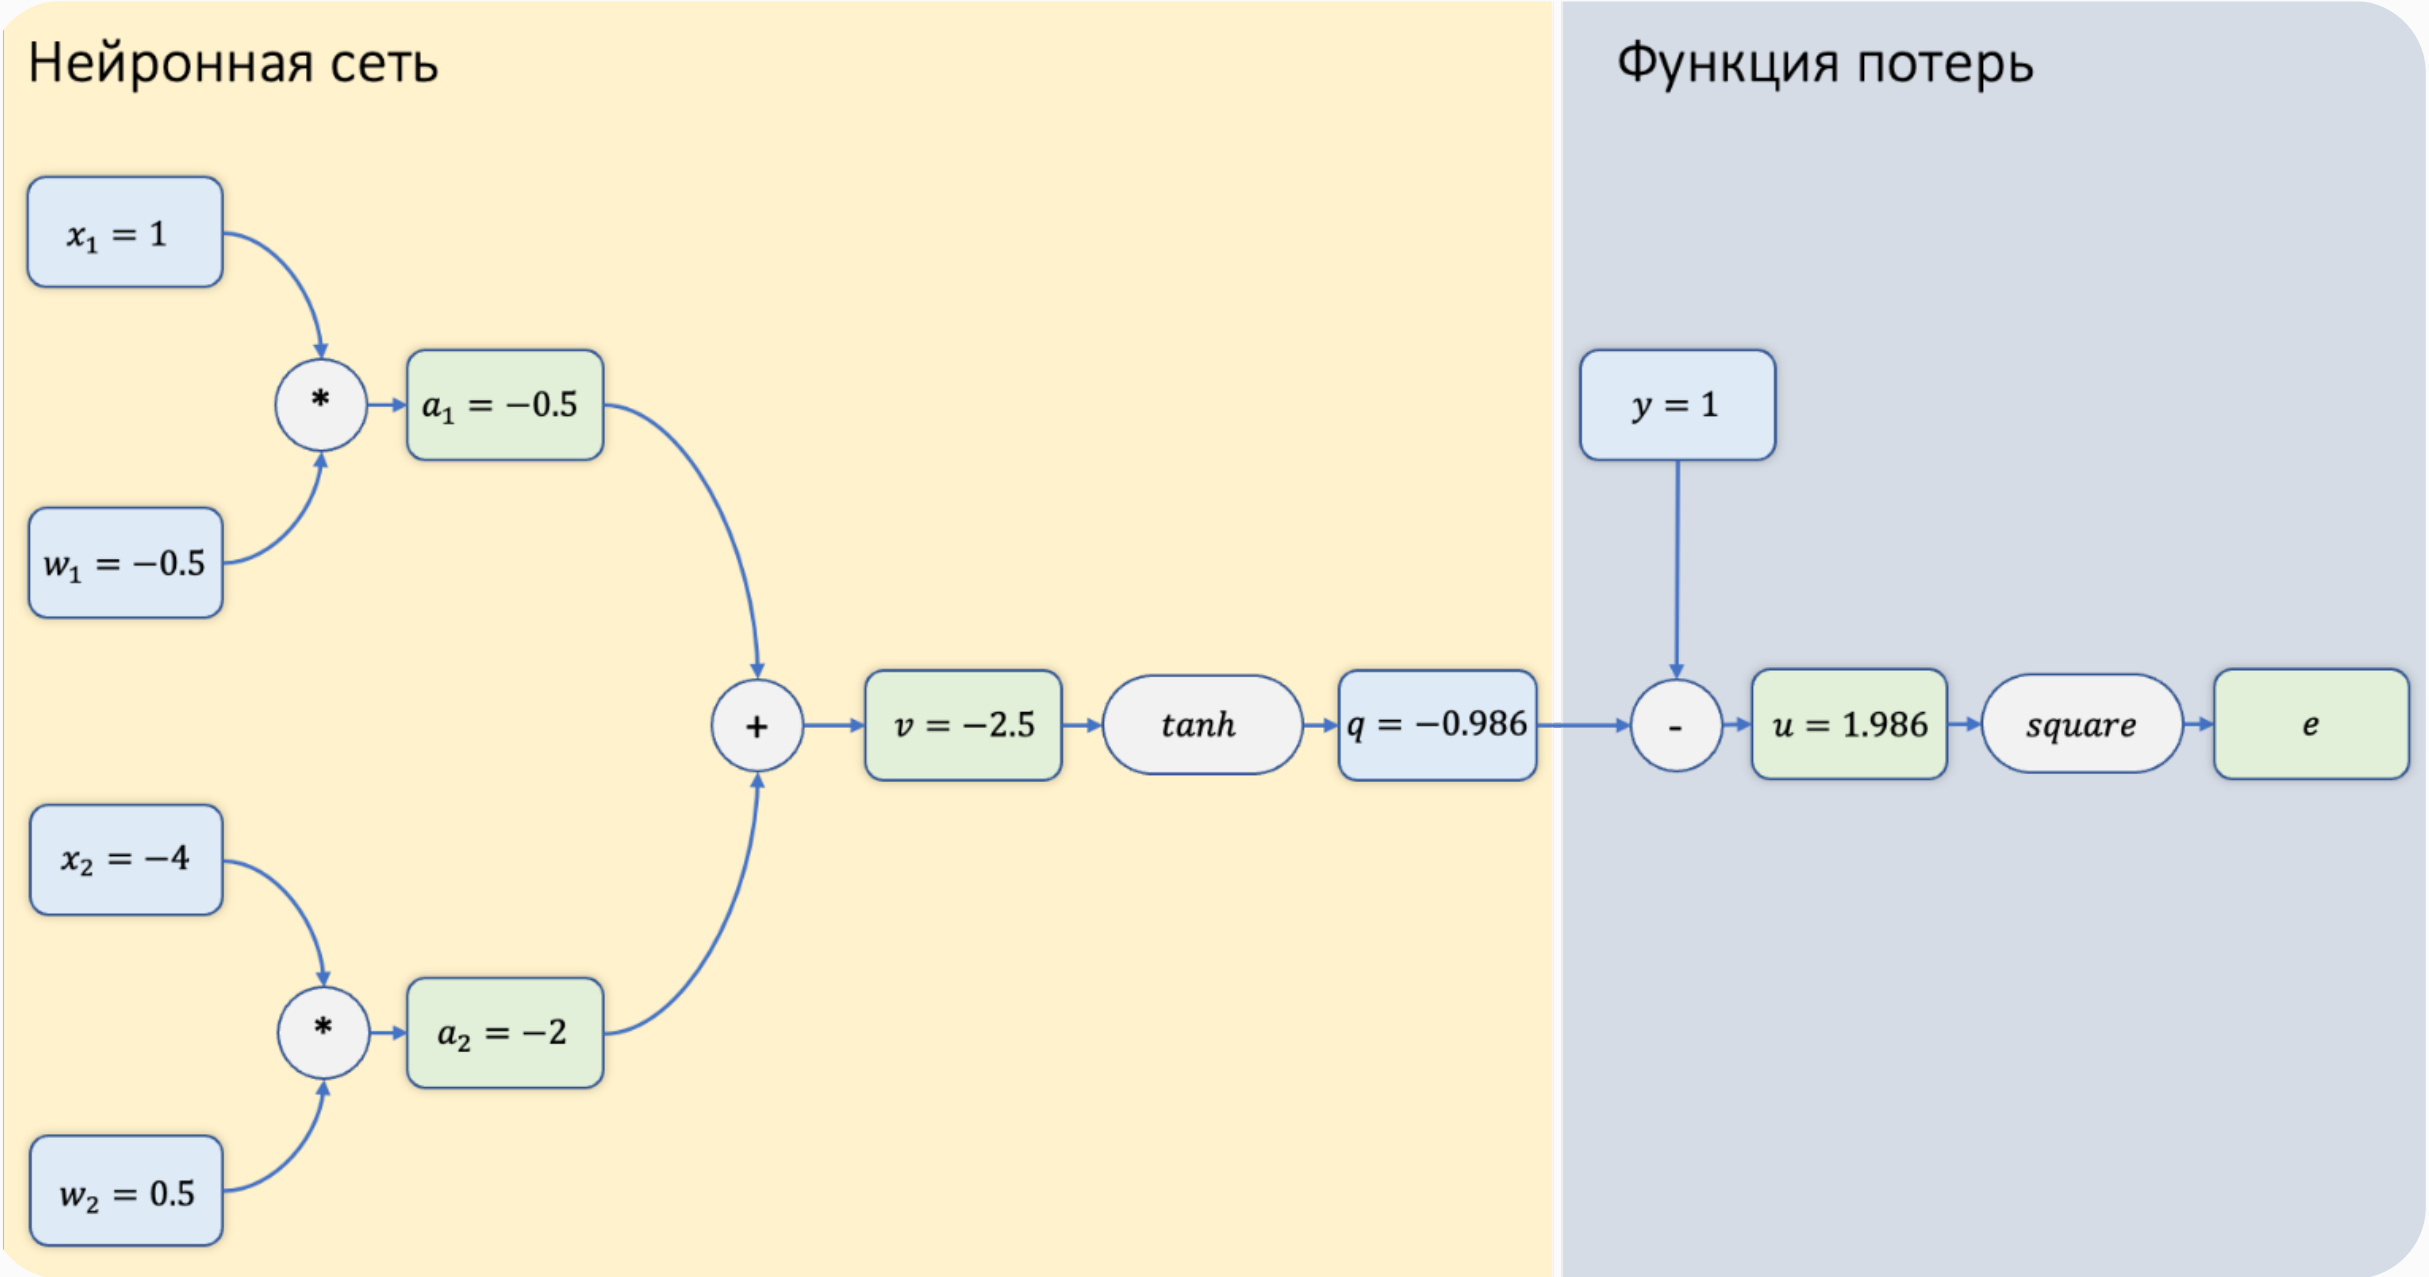 Нейронная сеть
Функция потерь
x₁ = 1
*
a₁ = −0.5
w₁ = −0.5
y = 1
+
v = −2.5
tanh
q = −0.986
-
u = 1.986
square
e
x₂ = −4
*
a₂ = −2
w₂ = 0.5